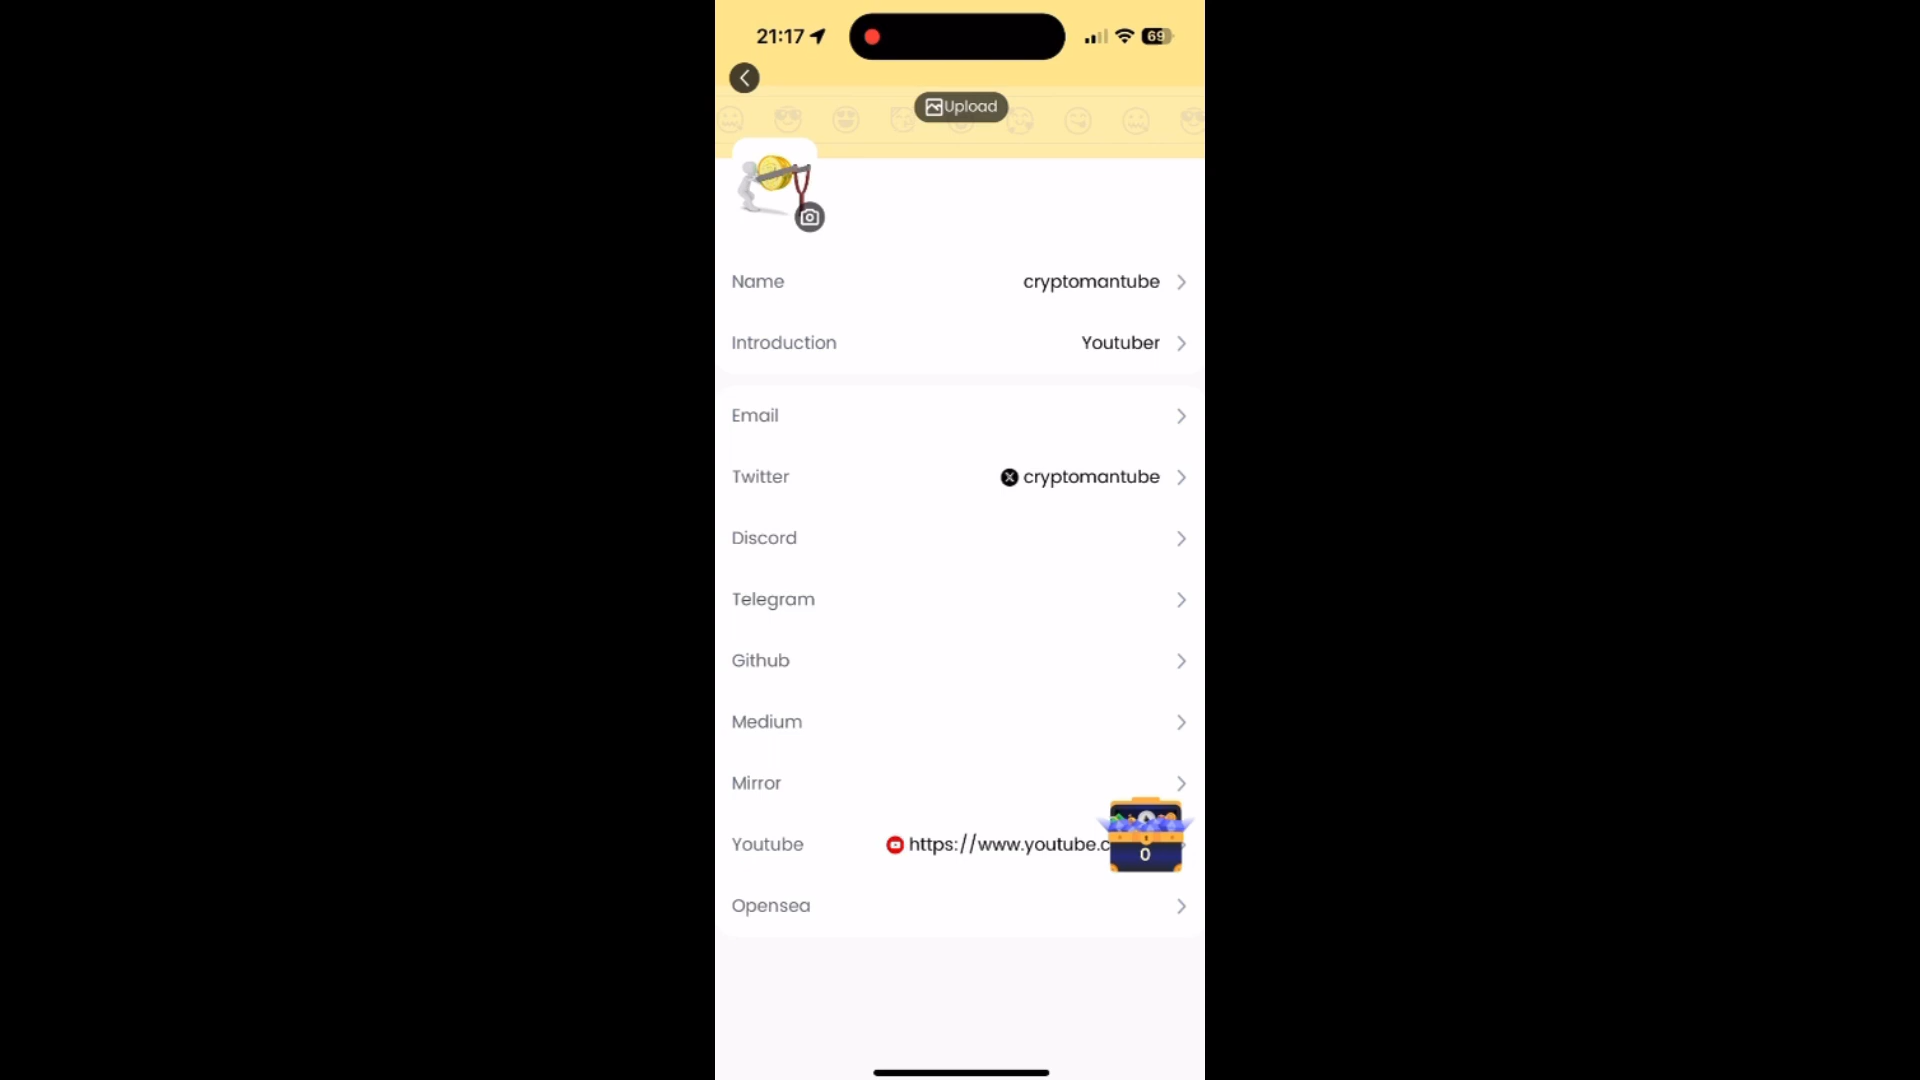 21:17
69
Upload
Name cryptomantube
Introduction Youtuber
Email
Twitter cryptomantube
Discord
Telegram
Github
Medium
Mirror
Youtube https://www.youtube.c
0
Opensea